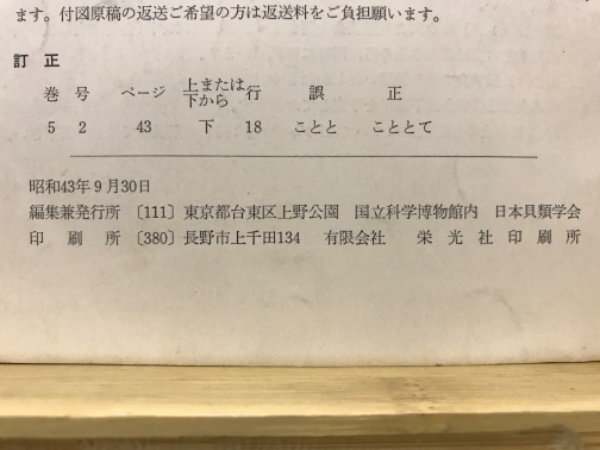 ます。付図原稿の返送ご希望の方は返送料をご負担願います。
訂正
巻 号 ページ 上または下から 行 誤 正
5 2 43 下 18 ことと こととて
昭和43年9月30日
編集兼発行所 〔111〕東京都台東区上野公園 国立科学博物館内 日本貝類学会
印刷所 〔380〕長野市上千田134 有限会社 栄光社印刷所